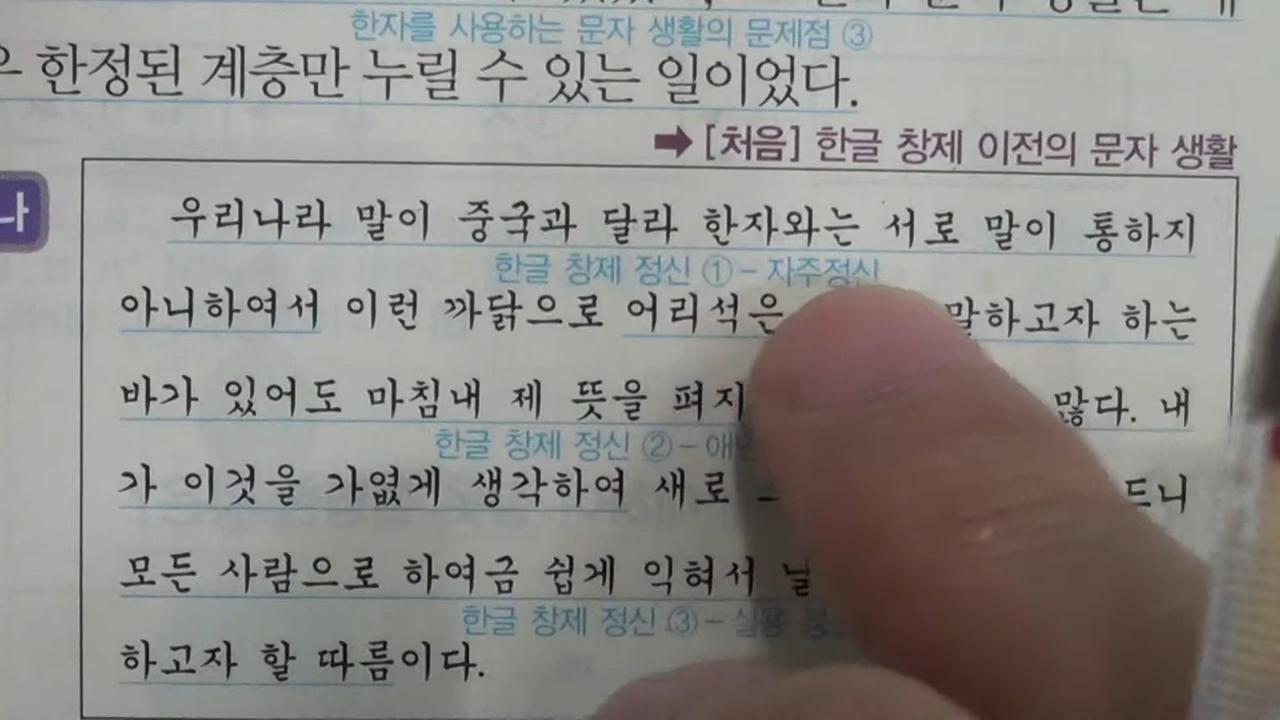 한자를 사용하는 문자 생활의 문제점 ③
한정된 계층만 누릴 수 있는 일이었다.
➡ [처음] 한글 창제 이전의 문자 생활
나
우리나라 말이 중국과 달라 한자와는 서로 말이 통하지
한글 창제 정신 ①- 자주정신
아니하여서 이런 까닭으로 어리석은 말하고자 하는
바가 있어도 마침내 제 뜻을 펴지 많다. 내
한글 창제 정신 ②-
가 이것을 가엾게 생각하여 새로 드니
모든 사람으로 하여금 쉽게 익혀서 날
한글 창제 정신 ③- 실용
하고자 할 따름이다.